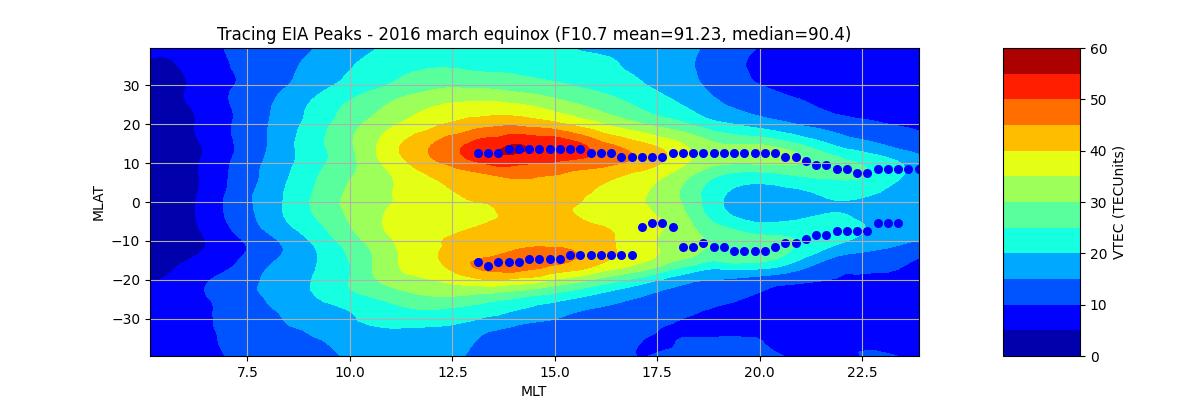 Tracing EIA Peaks - 2016 march equinox (F10.7 mean=91.23, median=90.4)
MLAT
30
20
10
0
−10
−20
−30
7.5 10.0 12.5 15.0 17.5 20.0 22.5
MLT
60
50
40
30
20
10
0
VTEC (TECUnits)